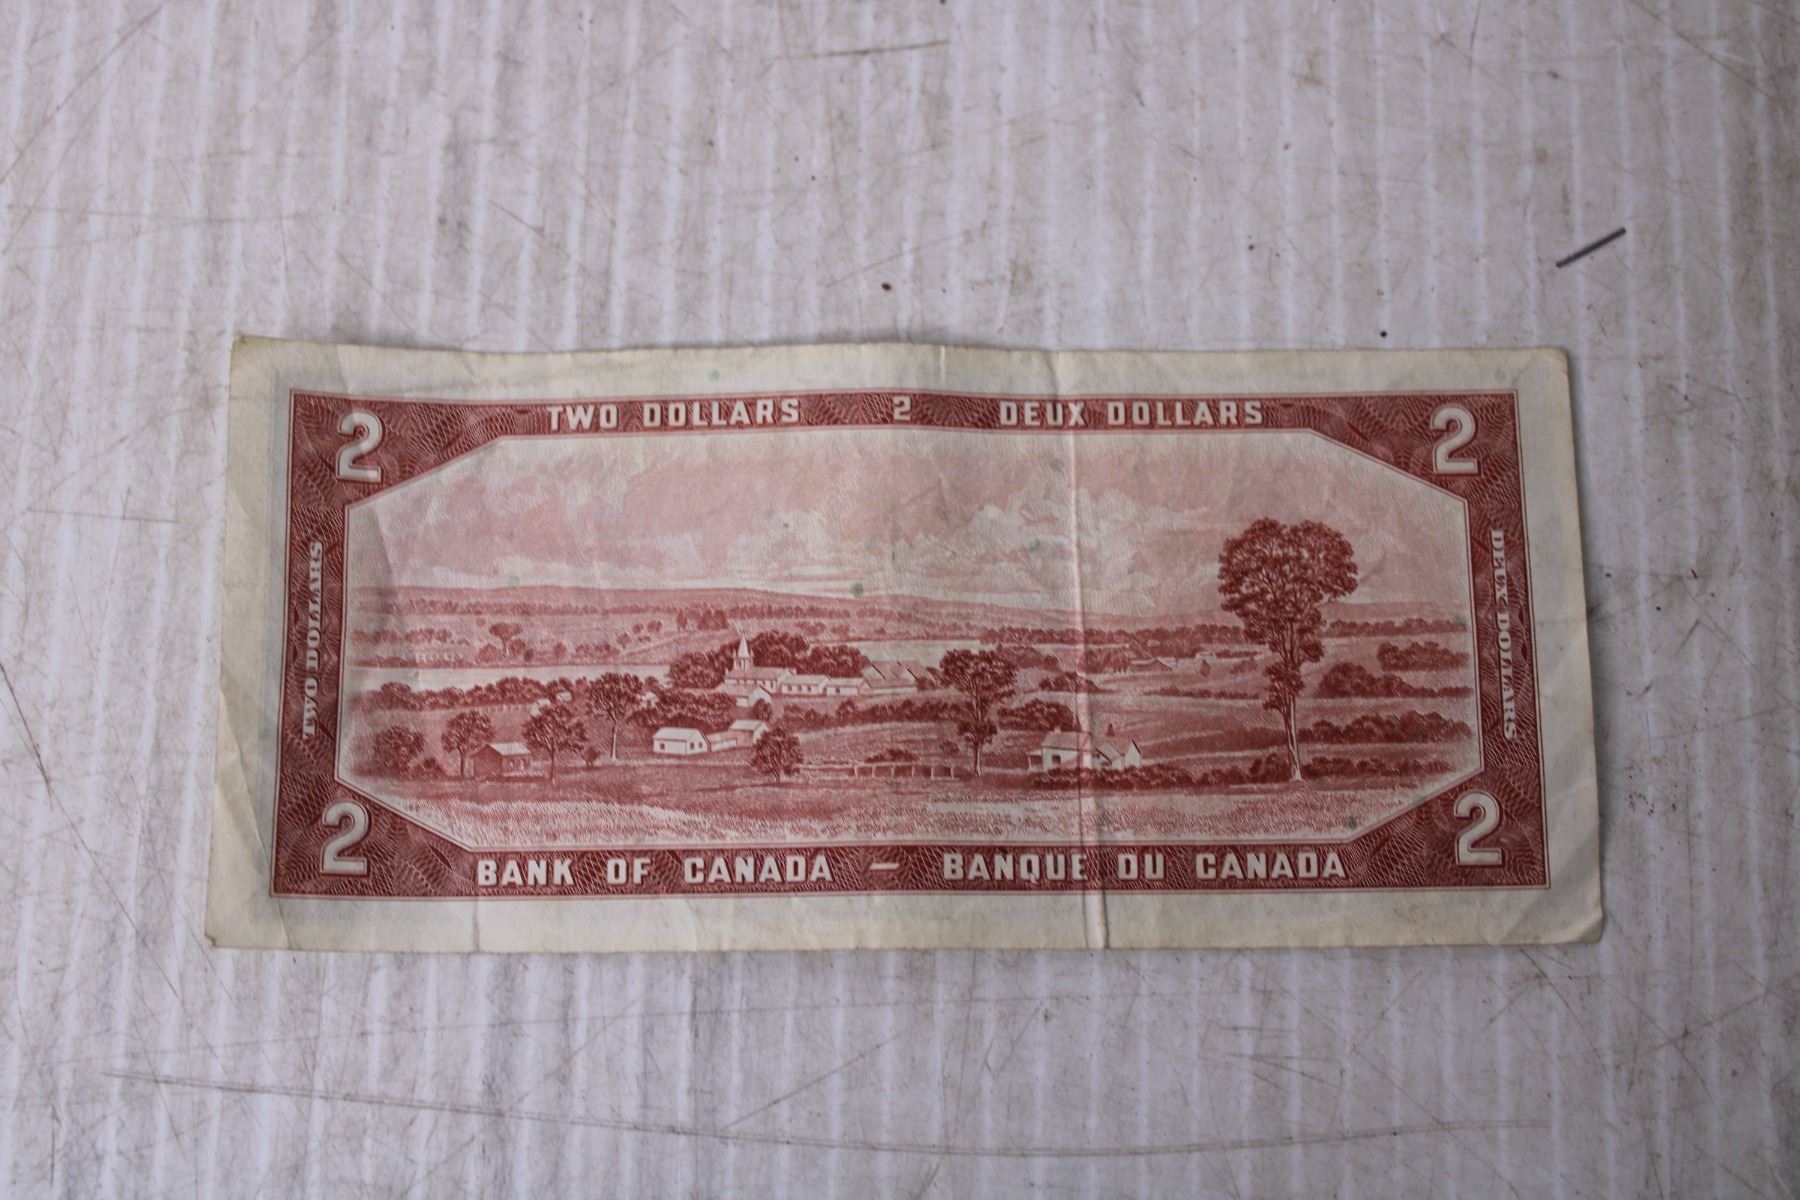 2 TWO DOLLARS 2 DEUX DOLLARS 2
TWO DOLLARS
DEUX DOLLARS
2 BANK OF CANADA — BANQUE DU CANADA 2